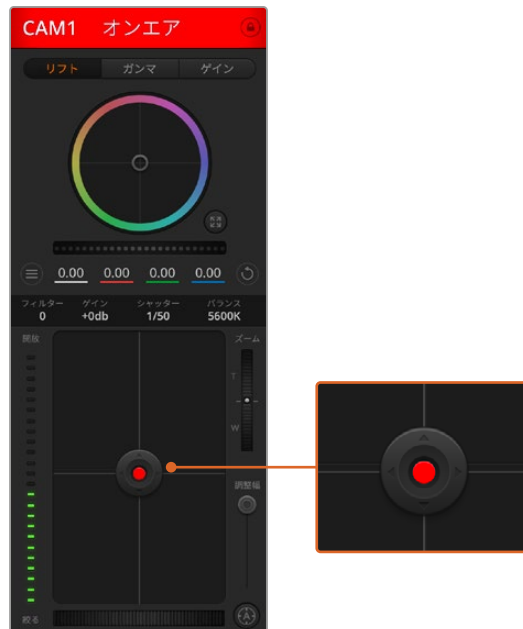 CAM1 オンエア
リフト ガンマ ゲイン
0.00 0.00 0.00 0.00
フィルター ゲイン シャッター バランス
0 +0db 1/50 5600K
開放 ズーム
T
W
調整幅
絞る A